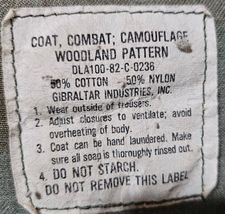 COAT, COMBAT; CAMOUFLAGE
WOODLAND PATTERN
DLA100-82-C-0236
50% COTTON 50% NYLON
GIBRALTAR INDUSTRIES, INC.
1. Wear outside of trousers.
2. Adjust closures to ventilate; avoid
overheating of body.
3. Coat can be hand laundered. Make
sure all soap is thoroughly rinsed out.
4. DO NOT STARCH.
DO NOT REMOVE THIS LABEL